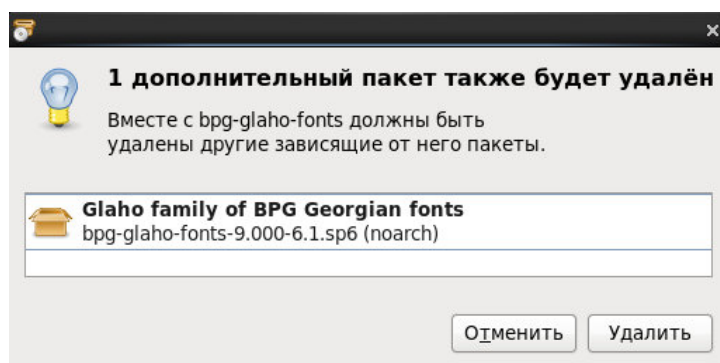 1 дополнительный пакет также будет удалён
Вместе с bpg-glaho-fonts должны быть
удалены другие зависящие от него пакеты.
Glaho family of BPG Georgian fonts
bpg-glaho-fonts-9.000-6.1.sp6 (noarch)
Отменить Удалить